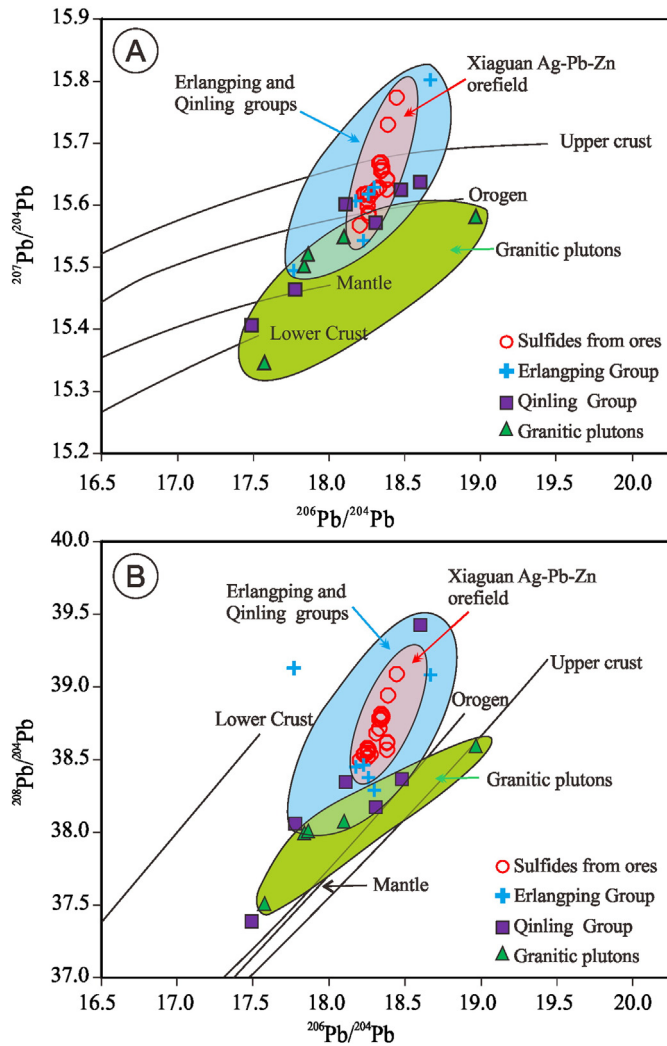 A
15.9
15.8
15.7
15.6
15.5
15.4
15.3
15.2
²⁰⁷Pb/²⁰⁴Pb
Erlangping and
Qinling groups
Xiaguan Ag-Pb-Zn
orefield
Upper crust
Orogen
Granitic plutons
Mantle
Lower Crust
Sulfides from ores
Erlangping Group
Qinling Group
Granitic plutons
16.5 17.0 17.5 18.0 18.5 19.0 19.5 20.0
²⁰⁶Pb/²⁰⁴Pb
B
40.0
39.5
39.0
38.5
38.0
37.5
37.0
²⁰⁸Pb/²⁰⁴Pb
Xiaguan Ag-Pb-Zn
orefield
Erlangping and
Qinling groups
Upper crust
Orogen
Lower Crust
Granitic plutons
Mantle
Sulfides from ores
Erlangping Group
Qinling Group
Granitic plutons
16.5 17.0 17.5 18.0 18.5 19.0 19.5 20.0
²⁰⁶Pb/²⁰⁴Pb